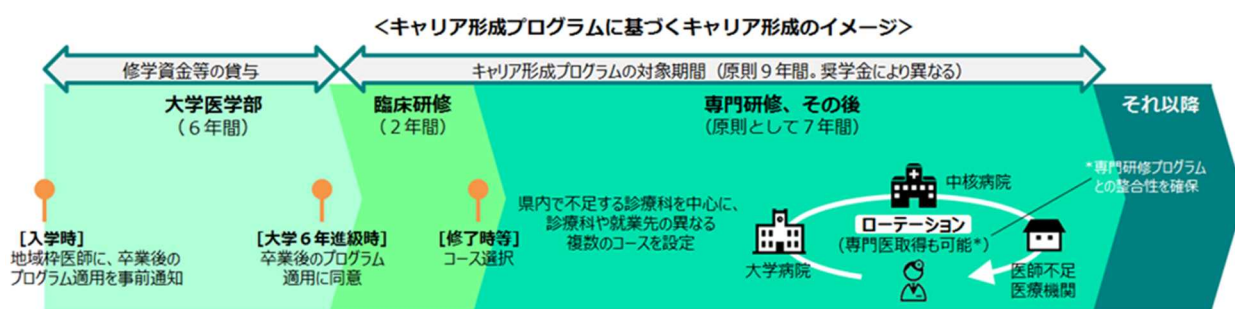 ＜キャリア形成プログラムに基づくキャリア形成のイメージ＞
修学資金等の貸与
キャリア形成プログラムの対象期間（原則９年間。奨学金により異なる）
大学医学部
（６年間）
臨床研修
（２年間）
専門研修、その後
（原則として７年間）
それ以降
[入学時]
地域枠医師に、卒業後の
プログラム適用を事前通知
[大学６年進級時]
卒業後のプログラム
適用に同意
[修了時等]
コース選択
県内で不足する診療科を中心に、
診療科や就業先の異なる
複数のコースを設定
中核病院
ローテーション
（専門医取得も可能*）
大学病院
医師不足
医療機関
*専門研修プログラム
との整合性を確保